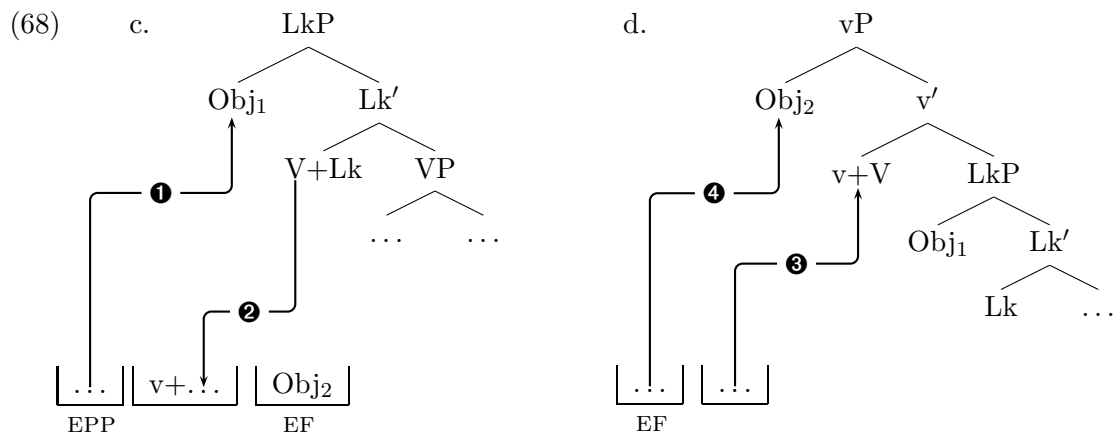 (68) c. LkP d. vP
Obj₁ Lk′ Obj₂ v′
V+Lk VP v+V LkP
❶ ❹
... ... Obj₁ Lk′
❸
❷ Lk ...
... v+... Obj₂ ... ...
EPP EF EF